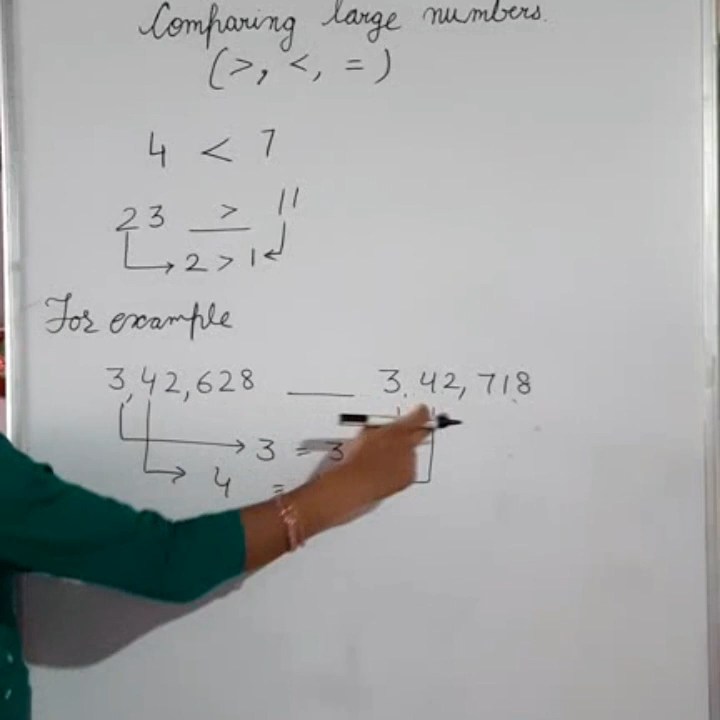 Comparing large numbers.
(>, <, =)
4 < 7
23 > 11
2 > 1
For example
3,42,628 ____ 3,42,718
3 = 3
4 =